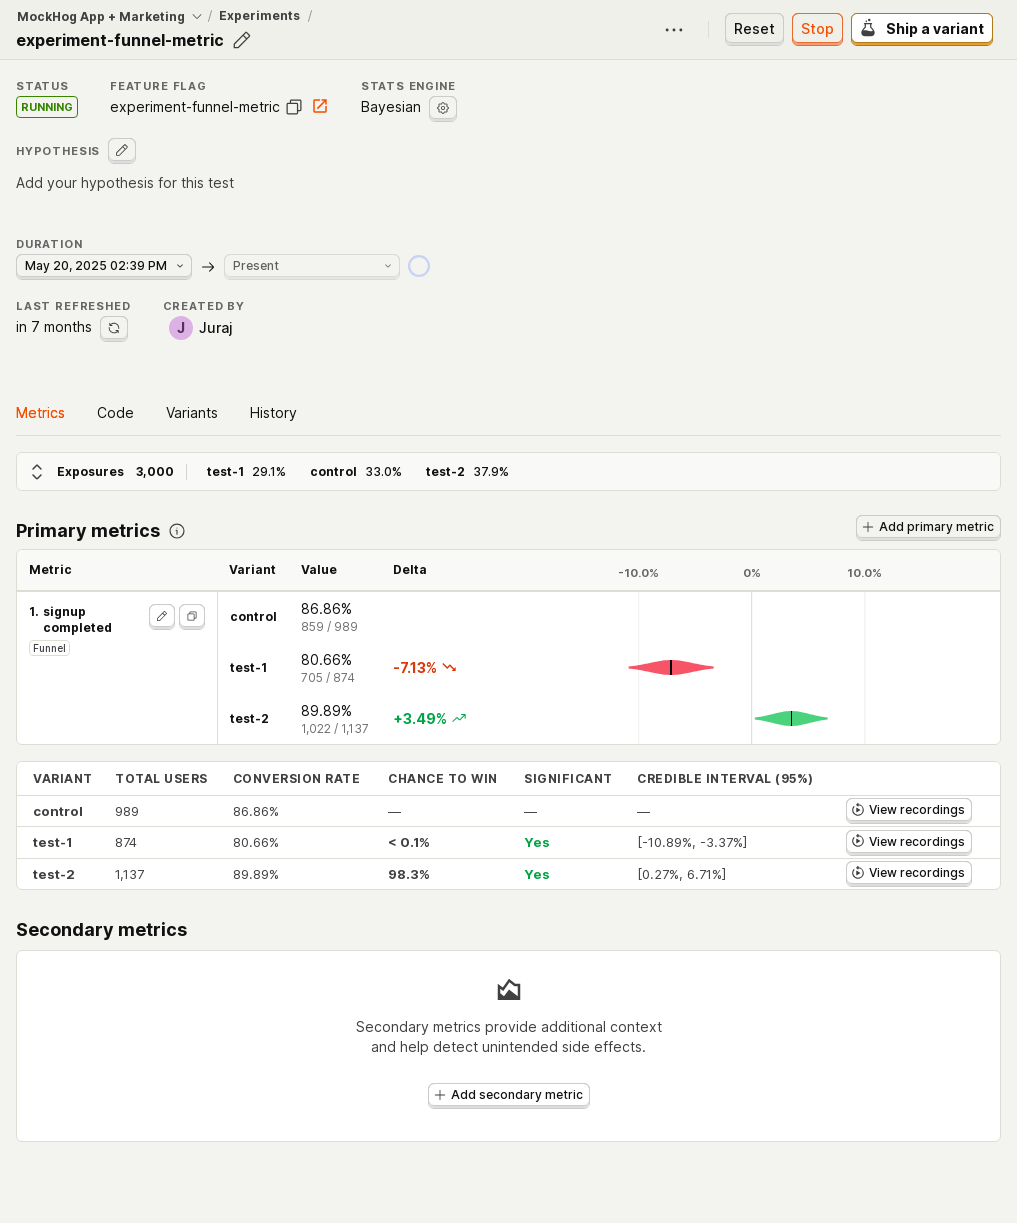 MockHog App + Marketing / Experiments /
experiment-funnel-metric
Reset
Stop
Ship a variant
STATUS
RUNNING
FEATURE FLAG
experiment-funnel-metric
STATS ENGINE
Bayesian
HYPOTHESIS
Add your hypothesis for this test
DURATION
May 20, 2025 02:39 PM → Present
LAST REFRESHED
in 7 months
CREATED BY
J Juraj
Metrics Code Variants History
Exposures 3,000 test-1 29.1% control 33.0% test-2 37.9%
Primary metrics
Add primary metric
Metric Variant Value Delta -10.0% 0% 10.0%
1. signup
completed
Funnel
control 86.86%
859 / 989
test-1 80.66% -7.13%
705 / 874
test-2 89.89% +3.49%
1,022 / 1,137
VARIANT TOTAL USERS CONVERSION RATE CHANCE TO WIN SIGNIFICANT CREDIBLE INTERVAL (95%)
control 989 86.86% — — — View recordings
test-1 874 80.66% < 0.1% Yes [-10.89%, -3.37%] View recordings
test-2 1,137 89.89% 98.3% Yes [0.27%, 6.71%] View recordings
Secondary metrics
Secondary metrics provide additional context
and help detect unintended side effects.
Add secondary metric